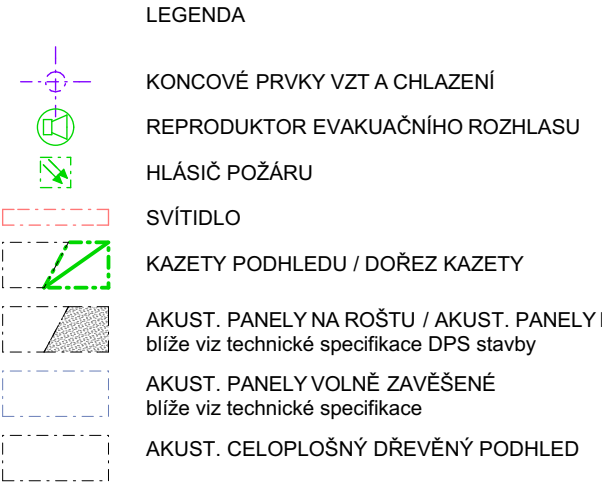 LEGENDA
KONCOVÉ PRVKY VZT A CHLAZENÍ
REPRODUKTOR EVAKUAČNÍHO ROZHLASU
HLÁSIČ POŽÁRU
SVÍTIDLO
KAZETY PODHLEDU / DOŘEZ KAZETY
AKUST. PANELY NA ROŠTU / AKUST. PANELY
blíže viz technické specifikace DPS stavby
AKUST. PANELY VOLNĚ ZAVĚŠENÉ
blíže viz technické specifikace
AKUST. CELOPLOŠNÝ DŘEVĚNÝ PODHLED